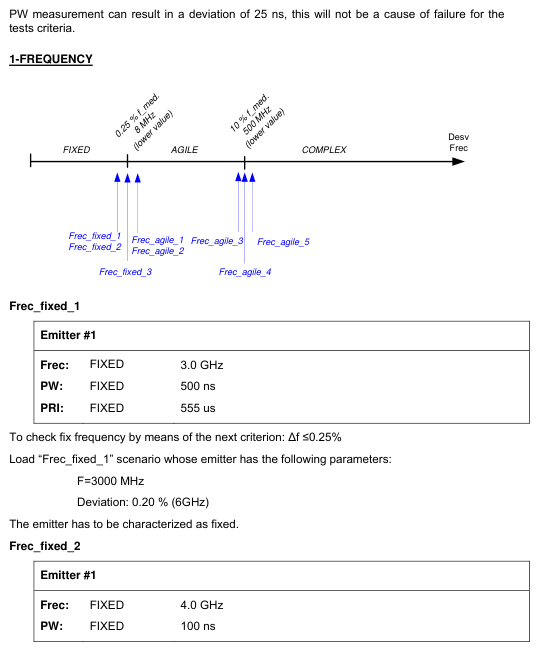 PW measurement can result in a deviation of 25 ns, this will not be a cause of failure for the
tests criteria.
1-FREQUENCY
0.25 % f_med.
8 MHz
(lower value)
10 % f_med.
500 MHz
(lower value)
Desv
Frec
FIXED
AGILE
COMPLEX
Frec_fixed_1
Frec_fixed_2
Frec_agile_1
Frec_agile_2
Frec_agile_3
Frec_agile_5
Frec_fixed_3
Frec_agile_4
Frec_fixed_1
Emitter #1
Frec: FIXED 3.0 GHz
PW: FIXED 500 ns
PRI: FIXED 555 us
To check fix frequency by means of the next criterion: Δf ≤0.25%
Load “Frec_fixed_1” scenario whose emitter has the following parameters:
F=3000 MHz
Deviation: 0.20 % (6GHz)
The emitter has to be characterized as fixed.
Frec_fixed_2
Emitter #1
Frec: FIXED 4.0 GHz
PW: FIXED 100 ns